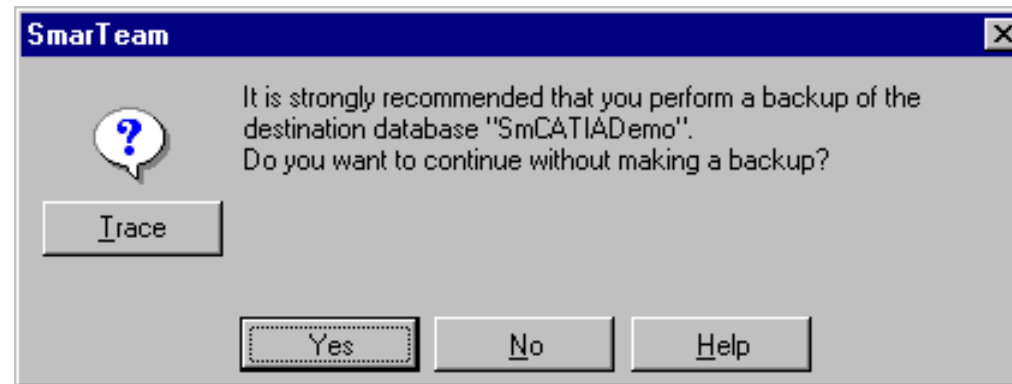 SmarTeam
It is strongly recommended that you perform a backup of the
destination database "SmCATIADemo".
Do you want to continue without making a backup?
Trace
Yes No Help